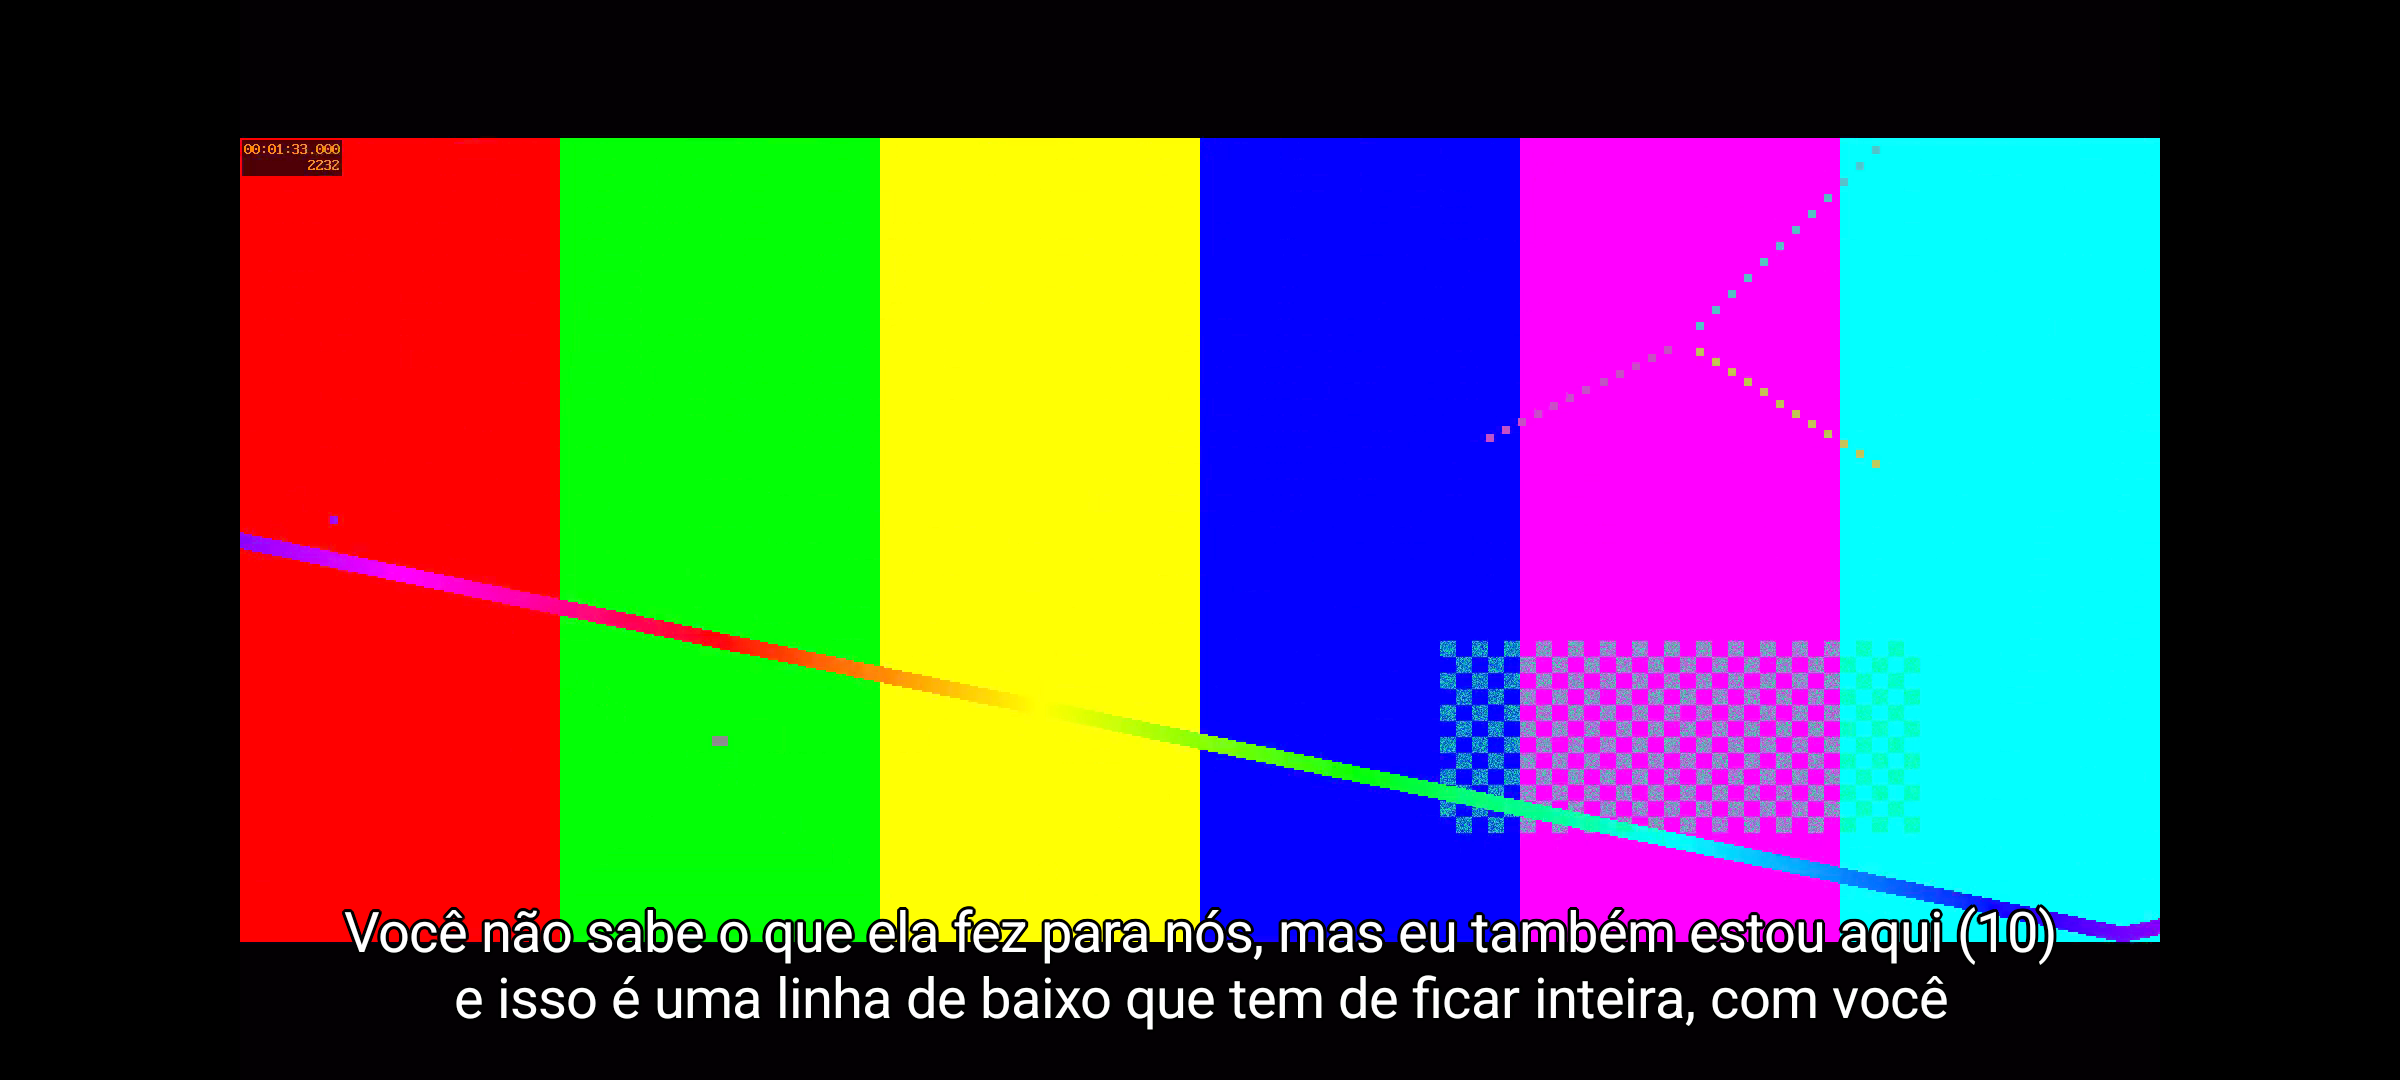 00:01:33.000
2232
Você não sabe o que ela fez para nós, mas eu também estou aqui (10)
e isso é uma linha de baixo que tem de ficar inteira, com você